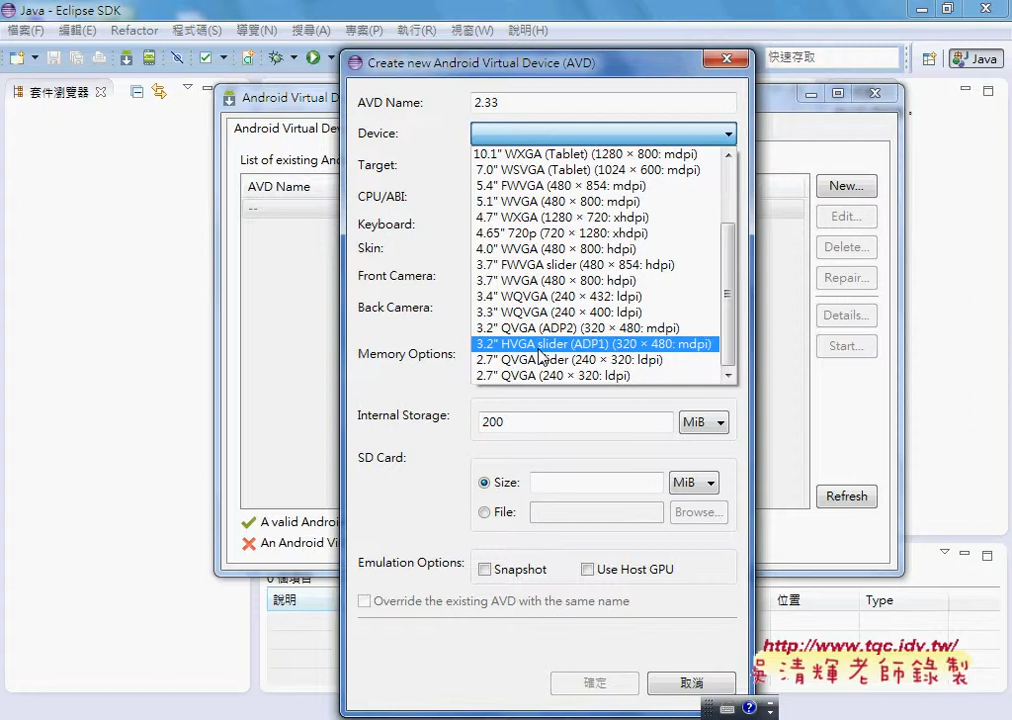 Java - Eclipse SDK
檔案(F) 編輯(E) Refactor 程式碼(S) 導覽(N) 搜尋(A) 專案(P) 執行(R) 視窗(W) 說明(H)
快速存取
Java
套件瀏覽器
Android Virtual D
Android Virtual Dev
List of existing An
AVD Name
--
A valid Androi
An Android Vi
New...
Edit...
Delete...
Repair...
Details...
Start...
Refresh
Create new Android Virtual Device (AVD)
AVD Name: 2.33
Device:
Target:
CPU/ABI:
Keyboard:
Skin:
Front Camera:
Back Camera:
Memory Options:
10.1" WXGA (Tablet) (1280 × 800: mdpi)
7.0" WSVGA (Tablet) (1024 × 600: mdpi)
5.4" FWVGA (480 × 854: mdpi)
5.1" WVGA (480 × 800: mdpi)
4.7" WXGA (1280 × 720: xhdpi)
4.65" 720p (720 × 1280: xhdpi)
4.0" WVGA (480 × 800: hdpi)
3.7" FWVGA slider (480 × 854: hdpi)
3.7" WVGA (480 × 800: hdpi)
3.4" WQVGA (240 × 432: ldpi)
3.3" WQVGA (240 × 400: ldpi)
3.2" QVGA (ADP2) (320 × 480: mdpi)
3.2" HVGA slider (ADP1) (320 × 480: mdpi)
2.7" QVGA slider (240 × 320: ldpi)
2.7" QVGA (240 × 320: ldpi)
Internal Storage: 200 MiB
SD Card:
Size: MiB
File: Browse...
Emulation Options: Snapshot Use Host GPU
Override the existing AVD with the same name
確定 取消
0 個項目
說明 位置 Type
http://www.tqc.idv.tw/
吳清輝老師錄製